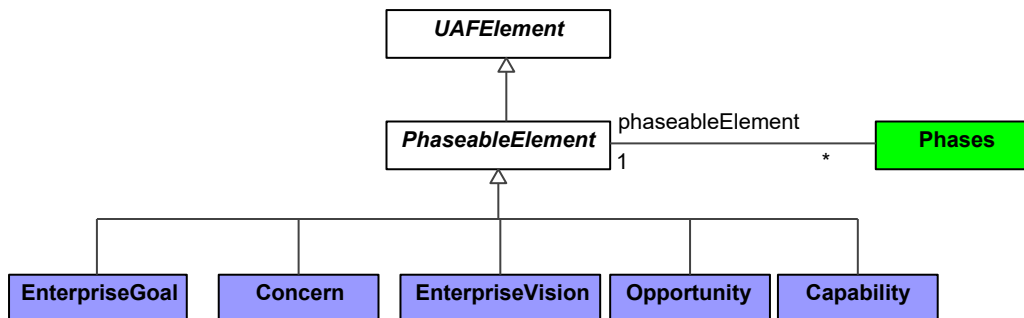 UAFElement
phaseableElement
PhaseableElement
Phases
1
*
EnterpriseGoal
Concern
EnterpriseVision
Opportunity
Capability